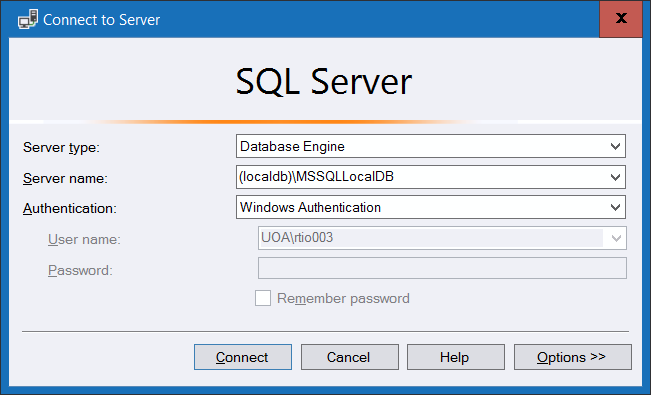 Connect to Server
x
SQL Server
Server type: Database Engine
Server name: (localdb)\MSSQLLocalDB
Authentication: Windows Authentication
User name: UOA\rtio003
Password:
Remember password
Connect Cancel Help Options >>